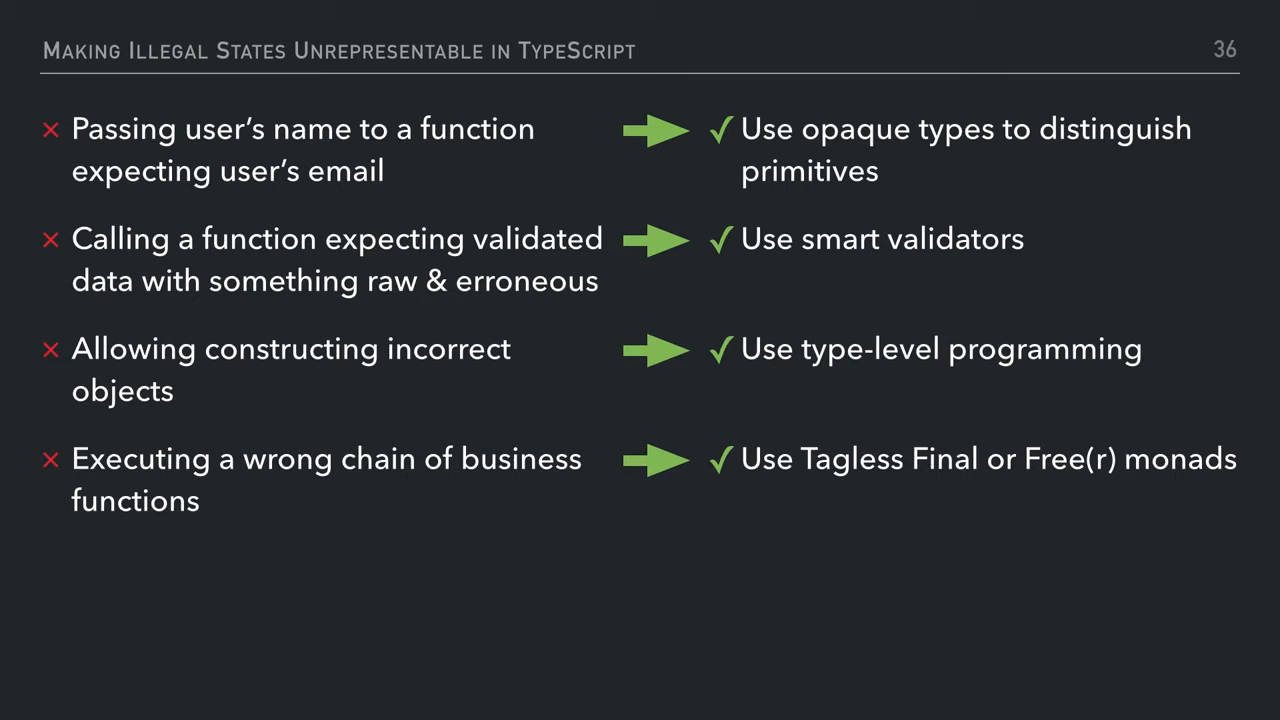 MAKING ILLEGAL STATES UNREPRESENTABLE IN TYPESCRIPT 36
× Passing user’s name to a function ✓ Use opaque types to distinguish
expecting user’s email primitives
× Calling a function expecting validated ✓ Use smart validators
data with something raw & erroneous
× Allowing constructing incorrect ✓ Use type-level programming
objects
× Executing a wrong chain of business ✓ Use Tagless Final or Free(r) monads
functions